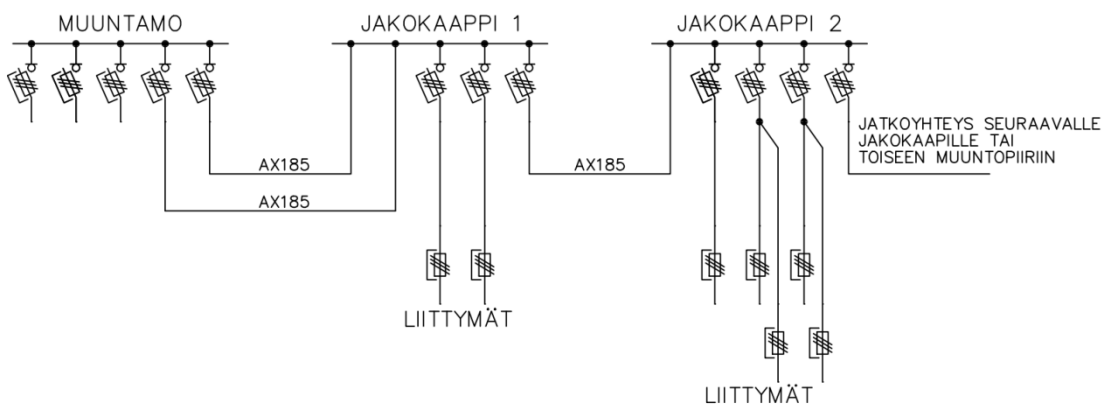 MUUNTAMO
JAKOKAAPPI 1
JAKOKAAPPI 2
JATKOYHTEYS SEURAAVALLE
JAKOKAAPILLE TAI
TOISEEN MUUNTOPIIRIIN
AX185
AX185
AX185
LIITTYMÄT
LIITTYMÄT